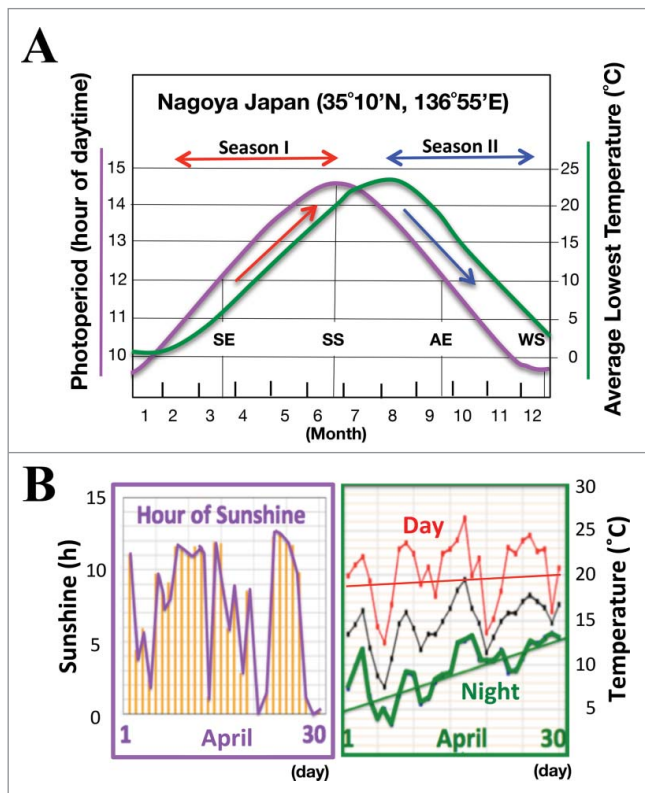 A
Nagoya Japan (35°10'N, 136°55'E)
Photoperiod (hour of daytime)
Average Lowest Temperature (°C)
Season I
Season II
15
14
13
12
11
10
25
20
15
10
5
0
SE
SS
AE
WS
1 2 3 4 5 6 7 8 9 10 11 12
(Month)
B
Sunshine (h)
15
10
5
0
Hour of Sunshine
1 April 30
(day)
Day
Night
1 April 30
(day)
30
25
20
15
10
5
Temperature (°C)